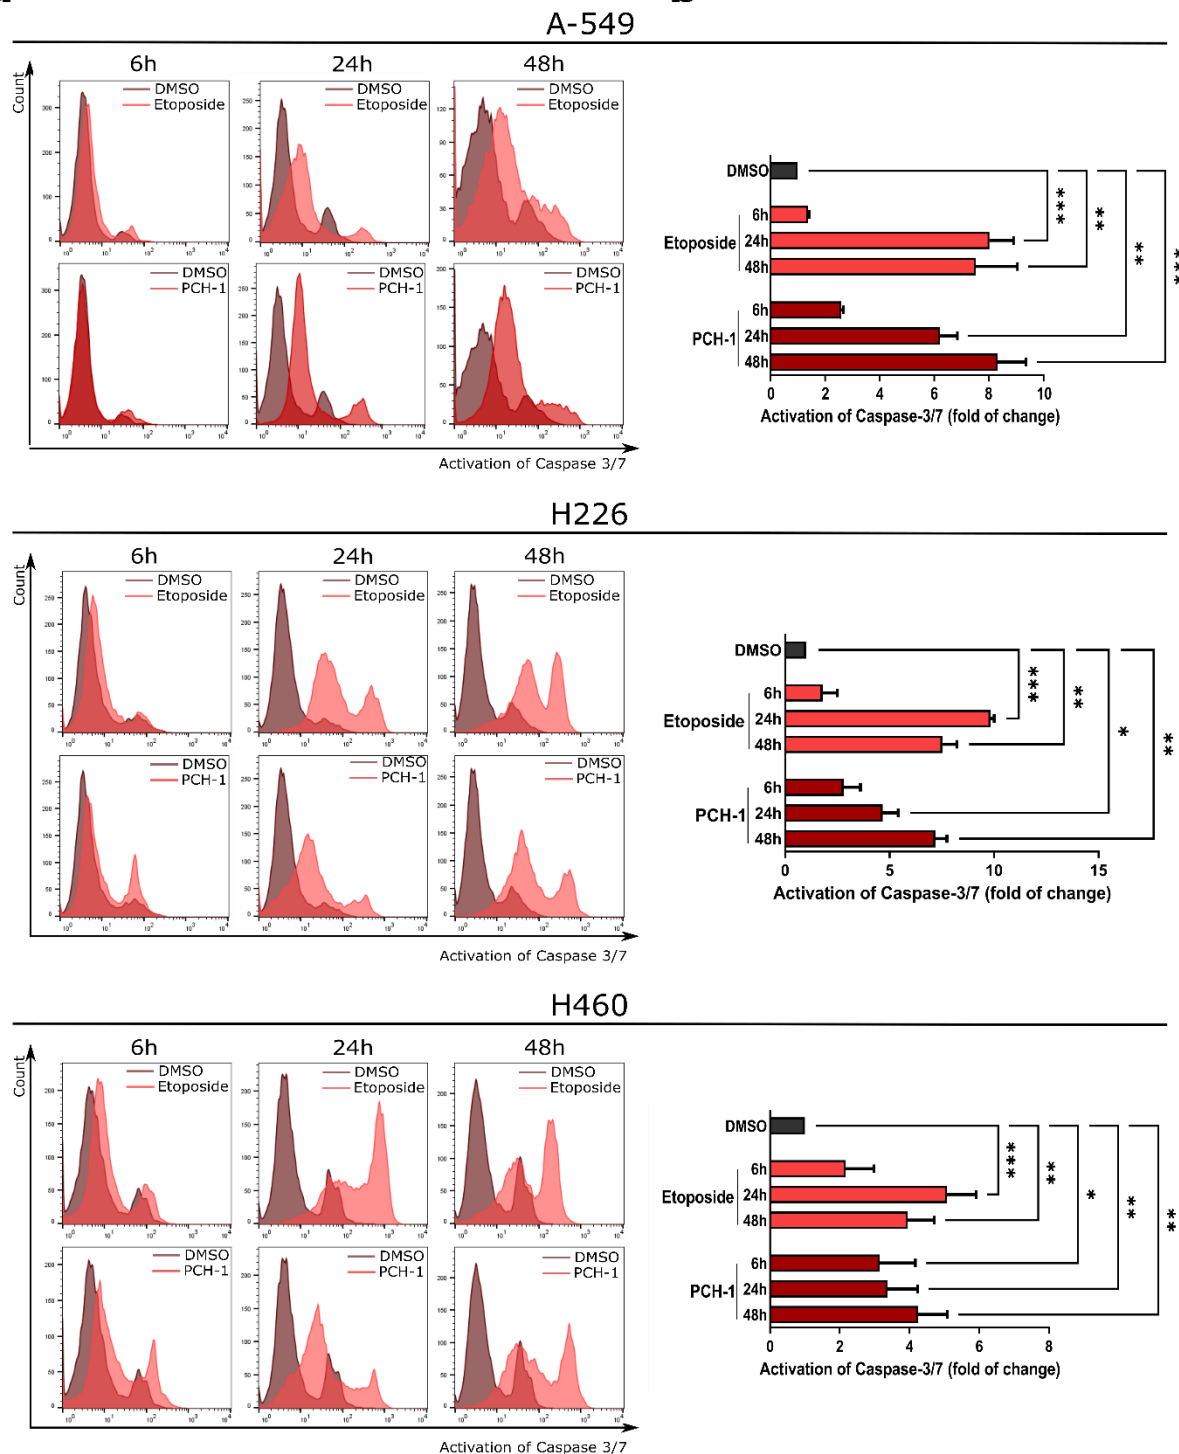 A-549
6h 24h 48h
Count
DMSO
Etoposide
DMSO
Etoposide
DMSO
Etoposide
DMSO
PCH-1
DMSO
PCH-1
DMSO
PCH-1
Activation of Caspase 3/7
DMSO
6h
Etoposide 24h
48h
6h
PCH-1 24h
48h
*** ** ** ***
0 2 4 6 8 10
Activation of Caspase-3/7 (fold of change)
H226
6h 24h 48h
Count
DMSO
Etoposide
DMSO
Etoposide
DMSO
Etoposide
DMSO
PCH-1
DMSO
PCH-1
DMSO
PCH-1
Activation of Caspase 3/7
DMSO
6h
Etoposide 24h
48h
6h
PCH-1 24h
48h
*** ** * **
0 5 10 15
Activation of Caspase-3/7 (fold of change)
H460
6h 24h 48h
Count
DMSO
Etoposide
DMSO
Etoposide
DMSO
Etoposide
DMSO
PCH-1
DMSO
PCH-1
DMSO
PCH-1
Activation of Caspase 3/7
DMSO
6h
Etoposide 24h
48h
6h
PCH-1 24h
48h
*** ** * ** **
0 2 4 6 8
Activation of Caspase-3/7 (fold of change)